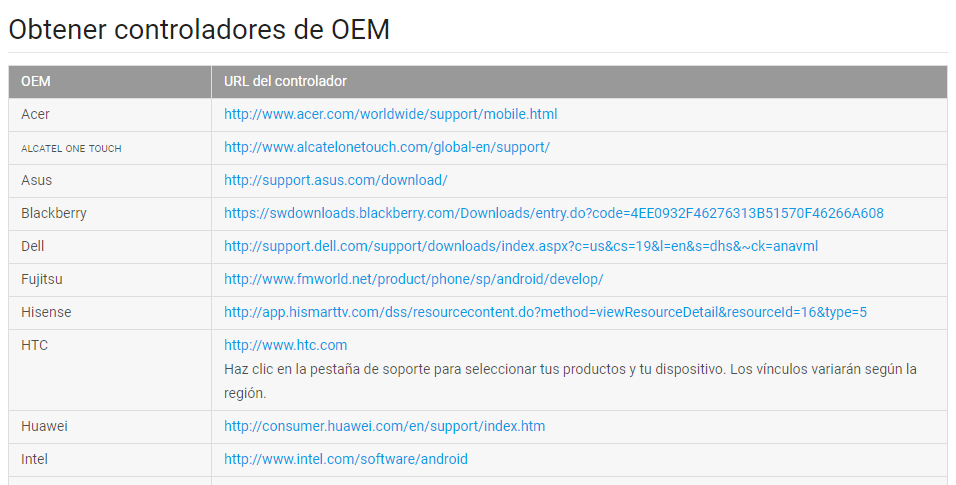 Obtener controladores de OEM
OEM URL del controlador
Acer http://www.acer.com/worldwide/support/mobile.html
ALCATEL ONE TOUCH http://www.alcatelonetouch.com/global-en/support/
Asus http://support.asus.com/download/
Blackberry https://swdownloads.blackberry.com/Downloads/entry.do?code=4EE0932F46276313B51570F46266A608
Dell http://support.dell.com/support/downloads/index.aspx?c=us&cs=19&l=en&s=dhs&~ck=anavml
Fujitsu http://www.fmworld.net/product/phone/sp/android/develop/
Hisense http://app.hismarttv.com/dss/resourcecontent.do?method=viewResourceDetail&resourceId=16&type=5
HTC http://www.htc.com
Haz clic en la pestaña de soporte para seleccionar tus productos y tu dispositivo. Los vínculos variarán según la
región.
Huawei http://consumer.huawei.com/en/support/index.htm
Intel http://www.intel.com/software/android